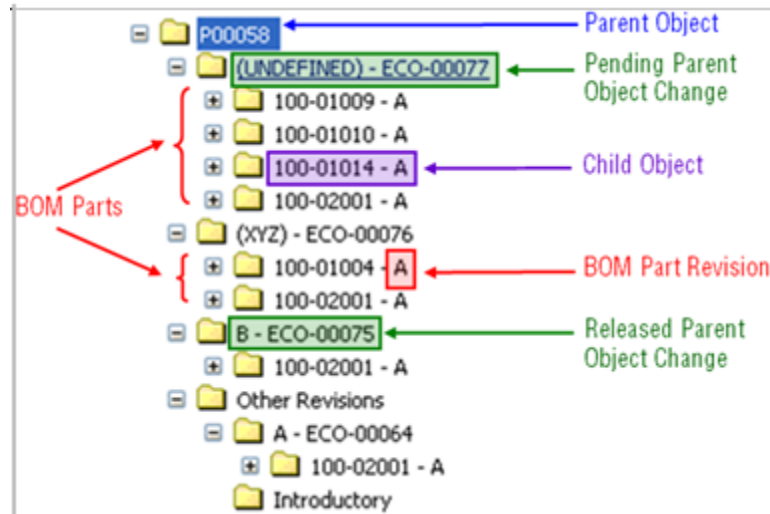 P00058
Parent Object
(UNDEFINED) - ECO-00077
Pending Parent
Object Change
100-01009 - A
100-01010 - A
100-01014 - A
Child Object
100-02001 - A
BOM Parts
(XYZ) - ECO-00076
100-01004 - A
BOM Part Revision
100-02001 - A
B - ECO-00075
Released Parent
Object Change
100-02001 - A
Other Revisions
A - ECO-00064
100-02001 - A
Introductory